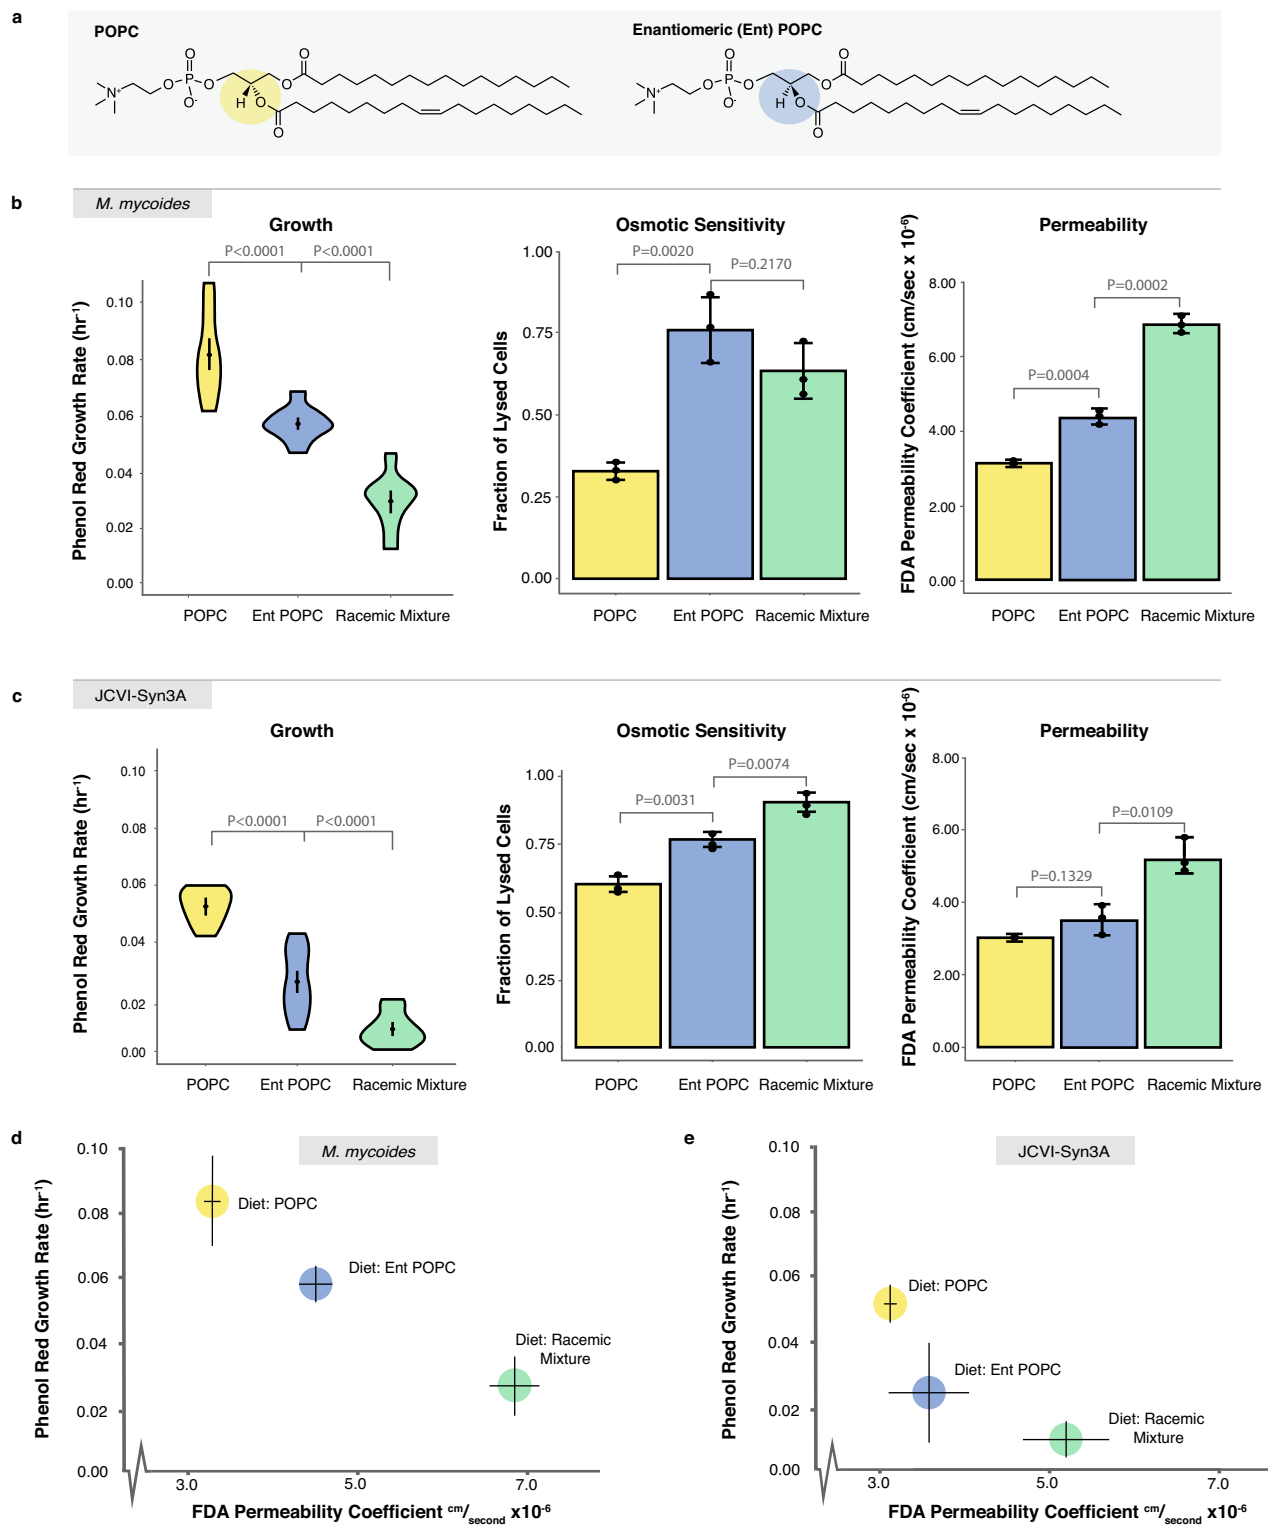 a
POPC
Enantiomeric (Ent) POPC
O
O
N+
O
P
O
O
O-
H
O
O
O
O
N+
O
P
O
O
O-
H
O
O
b
M. mycoides
Growth
Phenol Red Growth Rate (hr-1)
P<0.0001
P<0.0001
0.10
0.08
0.06
0.04
0.02
0.00
POPC
Ent POPC
Racemic Mixture
Osmotic Sensitivity
Fraction of Lysed Cells
P=0.0020
P=0.2170
1.00
0.75
0.50
0.25
0.00
POPC
Ent POPC
Racemic Mixture
Permeability
FDA Permeability Coefficient (cm/sec x 10-6)
P=0.0002
P=0.0004
8.00
6.00
4.00
2.00
0.00
POPC
Ent POPC
Racemic Mixture
c
JCVI-Syn3A
Growth
Phenol Red Growth Rate (hr-1)
P<0.0001
P<0.0001
0.10
0.08
0.06
0.04
0.02
0.00
POPC
Ent POPC
Racemic Mixture
Osmotic Sensitivity
Fraction of Lysed Cells
P=0.0074
P=0.0031
1.00
0.75
0.50
0.25
0.00
POPC
Ent POPC
Racemic Mixture
Permeability
FDA Permeability Coefficient (cm/sec x 10-6)
P=0.0109
P=0.1329
8.00
6.00
4.00
2.00
0.00
POPC
Ent POPC
Racemic Mixture
d
M. mycoides
Phenol Red Growth Rate (hr-1)
0.10
0.08
0.06
0.04
0.02
0.00
Diet: POPC
Diet: Ent POPC
Diet: Racemic
Mixture
3.0
5.0
7.0
FDA Permeability Coefficient cm/second x10-6
e
JCVI-Syn3A
Phenol Red Growth Rate (hr-1)
0.10
0.08
0.06
0.04
0.02
0.00
Diet: POPC
Diet: Ent POPC
Diet: Racemic
Mixture
3.0
5.0
7.0
FDA Permeability Coefficient cm/second x10-6